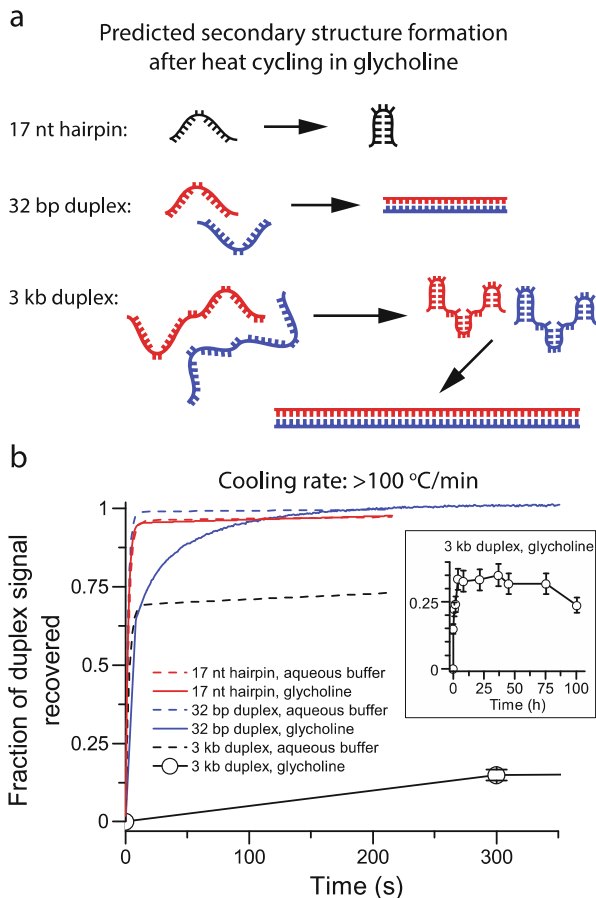 a
Predicted secondary structure formation
after heat cycling in glycholine
17 nt hairpin:
32 bp duplex:
3 kb duplex:
b
Cooling rate: >100 °C/min
Fraction of duplex signal
recovered
1
0.75
0.5
0.25
0
0
100
200
300
Time (s)
17 nt hairpin, aqueous buffer
17 nt hairpin, glycholine
32 bp duplex, aqueous buffer
32 bp duplex, glycholine
3 kb duplex, aqueous buffer
3 kb duplex, glycholine
3 kb duplex, glycholine
0.25
0
0
25
50
75
100
Time (h)